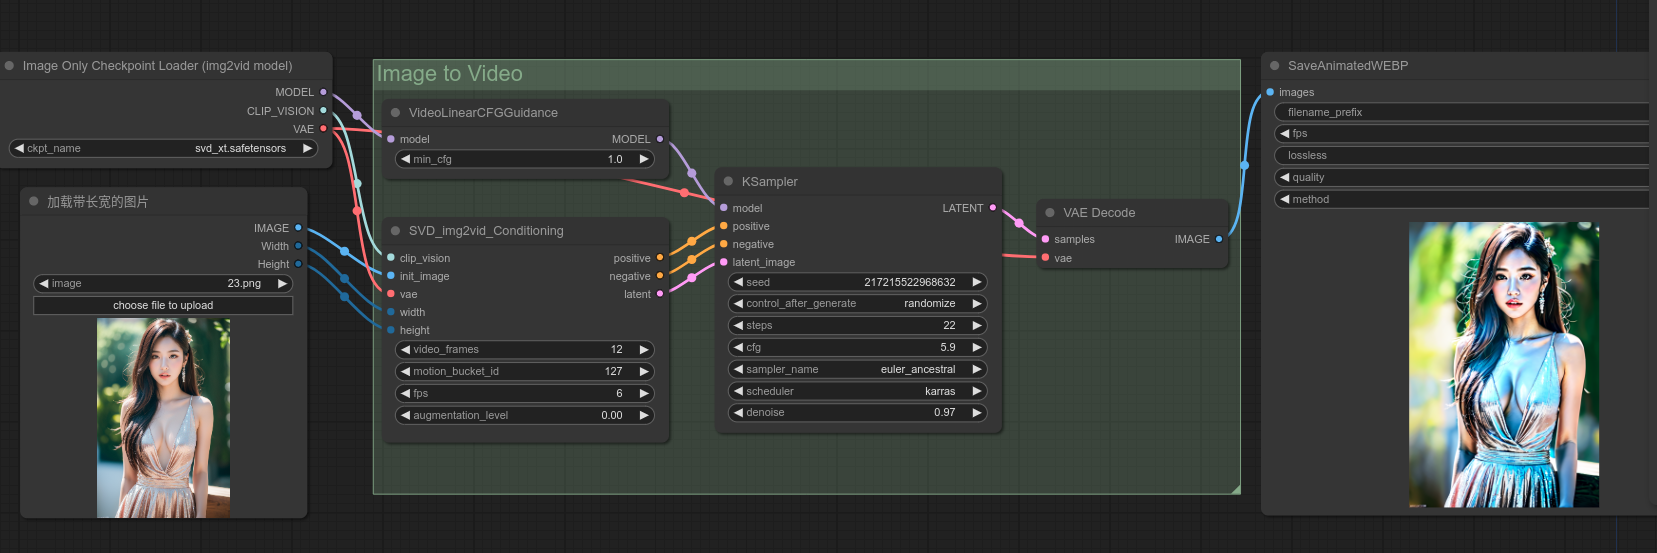 Image Only Checkpoint Loader (img2vid model)
MODEL
CLIP_VISION
VAE
ckpt_name svd_xt.safetensors
加载带长宽的图片
IMAGE
Width
Height
image 23.png
choose file to upload
Image to Video
VideoLinearCFGGuidance
model MODEL
min_cfg 1.0
SVD_img2vid_Conditioning
clip_vision positive
init_image negative
vae latent
width
height
video_frames 12
motion_bucket_id 127
fps 6
augmentation_level 0.00
KSampler
model LATENT
positive
negative
latent_image
seed 217215522968632
control_after_generate randomize
steps 22
cfg 5.9
sampler_name euler_ancestral
scheduler karras
denoise 0.97
VAE Decode
samples IMAGE
vae
SaveAnimatedWEBP
images
filename_prefix
fps
lossless
quality
method